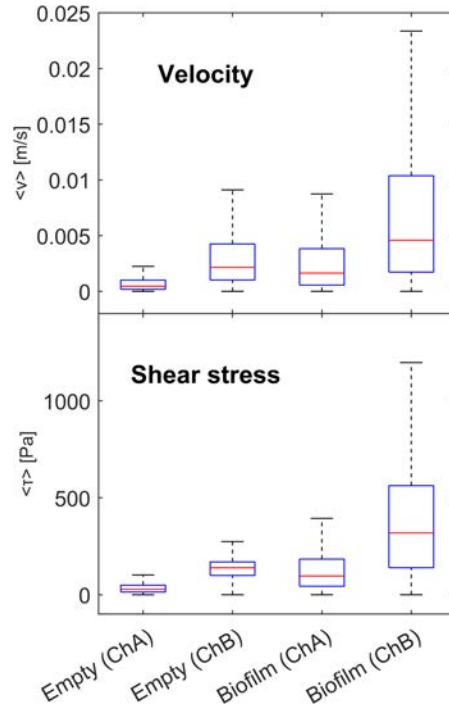 0.025
Velocity
0.02
0.015
<v> [m/s]
0.01
0.005
0
Shear stress
1000
<τ> [Pa]
500
0
Empty (ChA)
Empty (ChB)
Biofilm (ChA)
Biofilm (ChB)